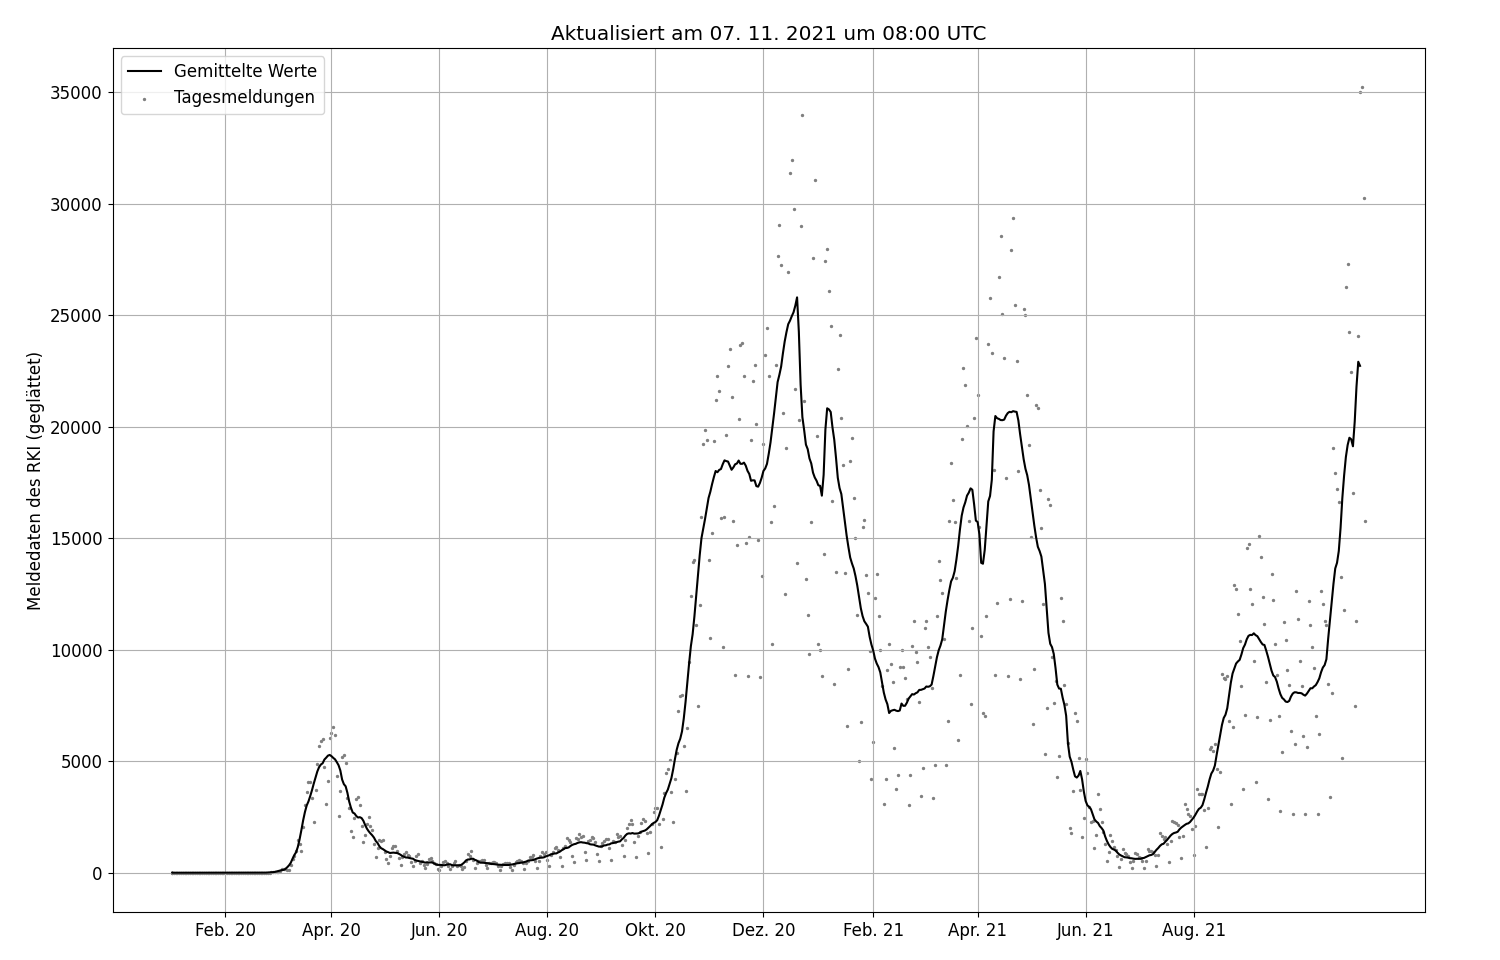 Aktualisiert am 07. 11. 2021 um 08:00 UTC
Gemittelte Werte
Tagesmeldungen
Meldedaten des RKI (geglättet)
35000
30000
25000
20000
15000
10000
5000
0
Feb. 20 Apr. 20 Jun. 20 Aug. 20 Okt. 20 Dez. 20 Feb. 21 Apr. 21 Jun. 21 Aug. 21